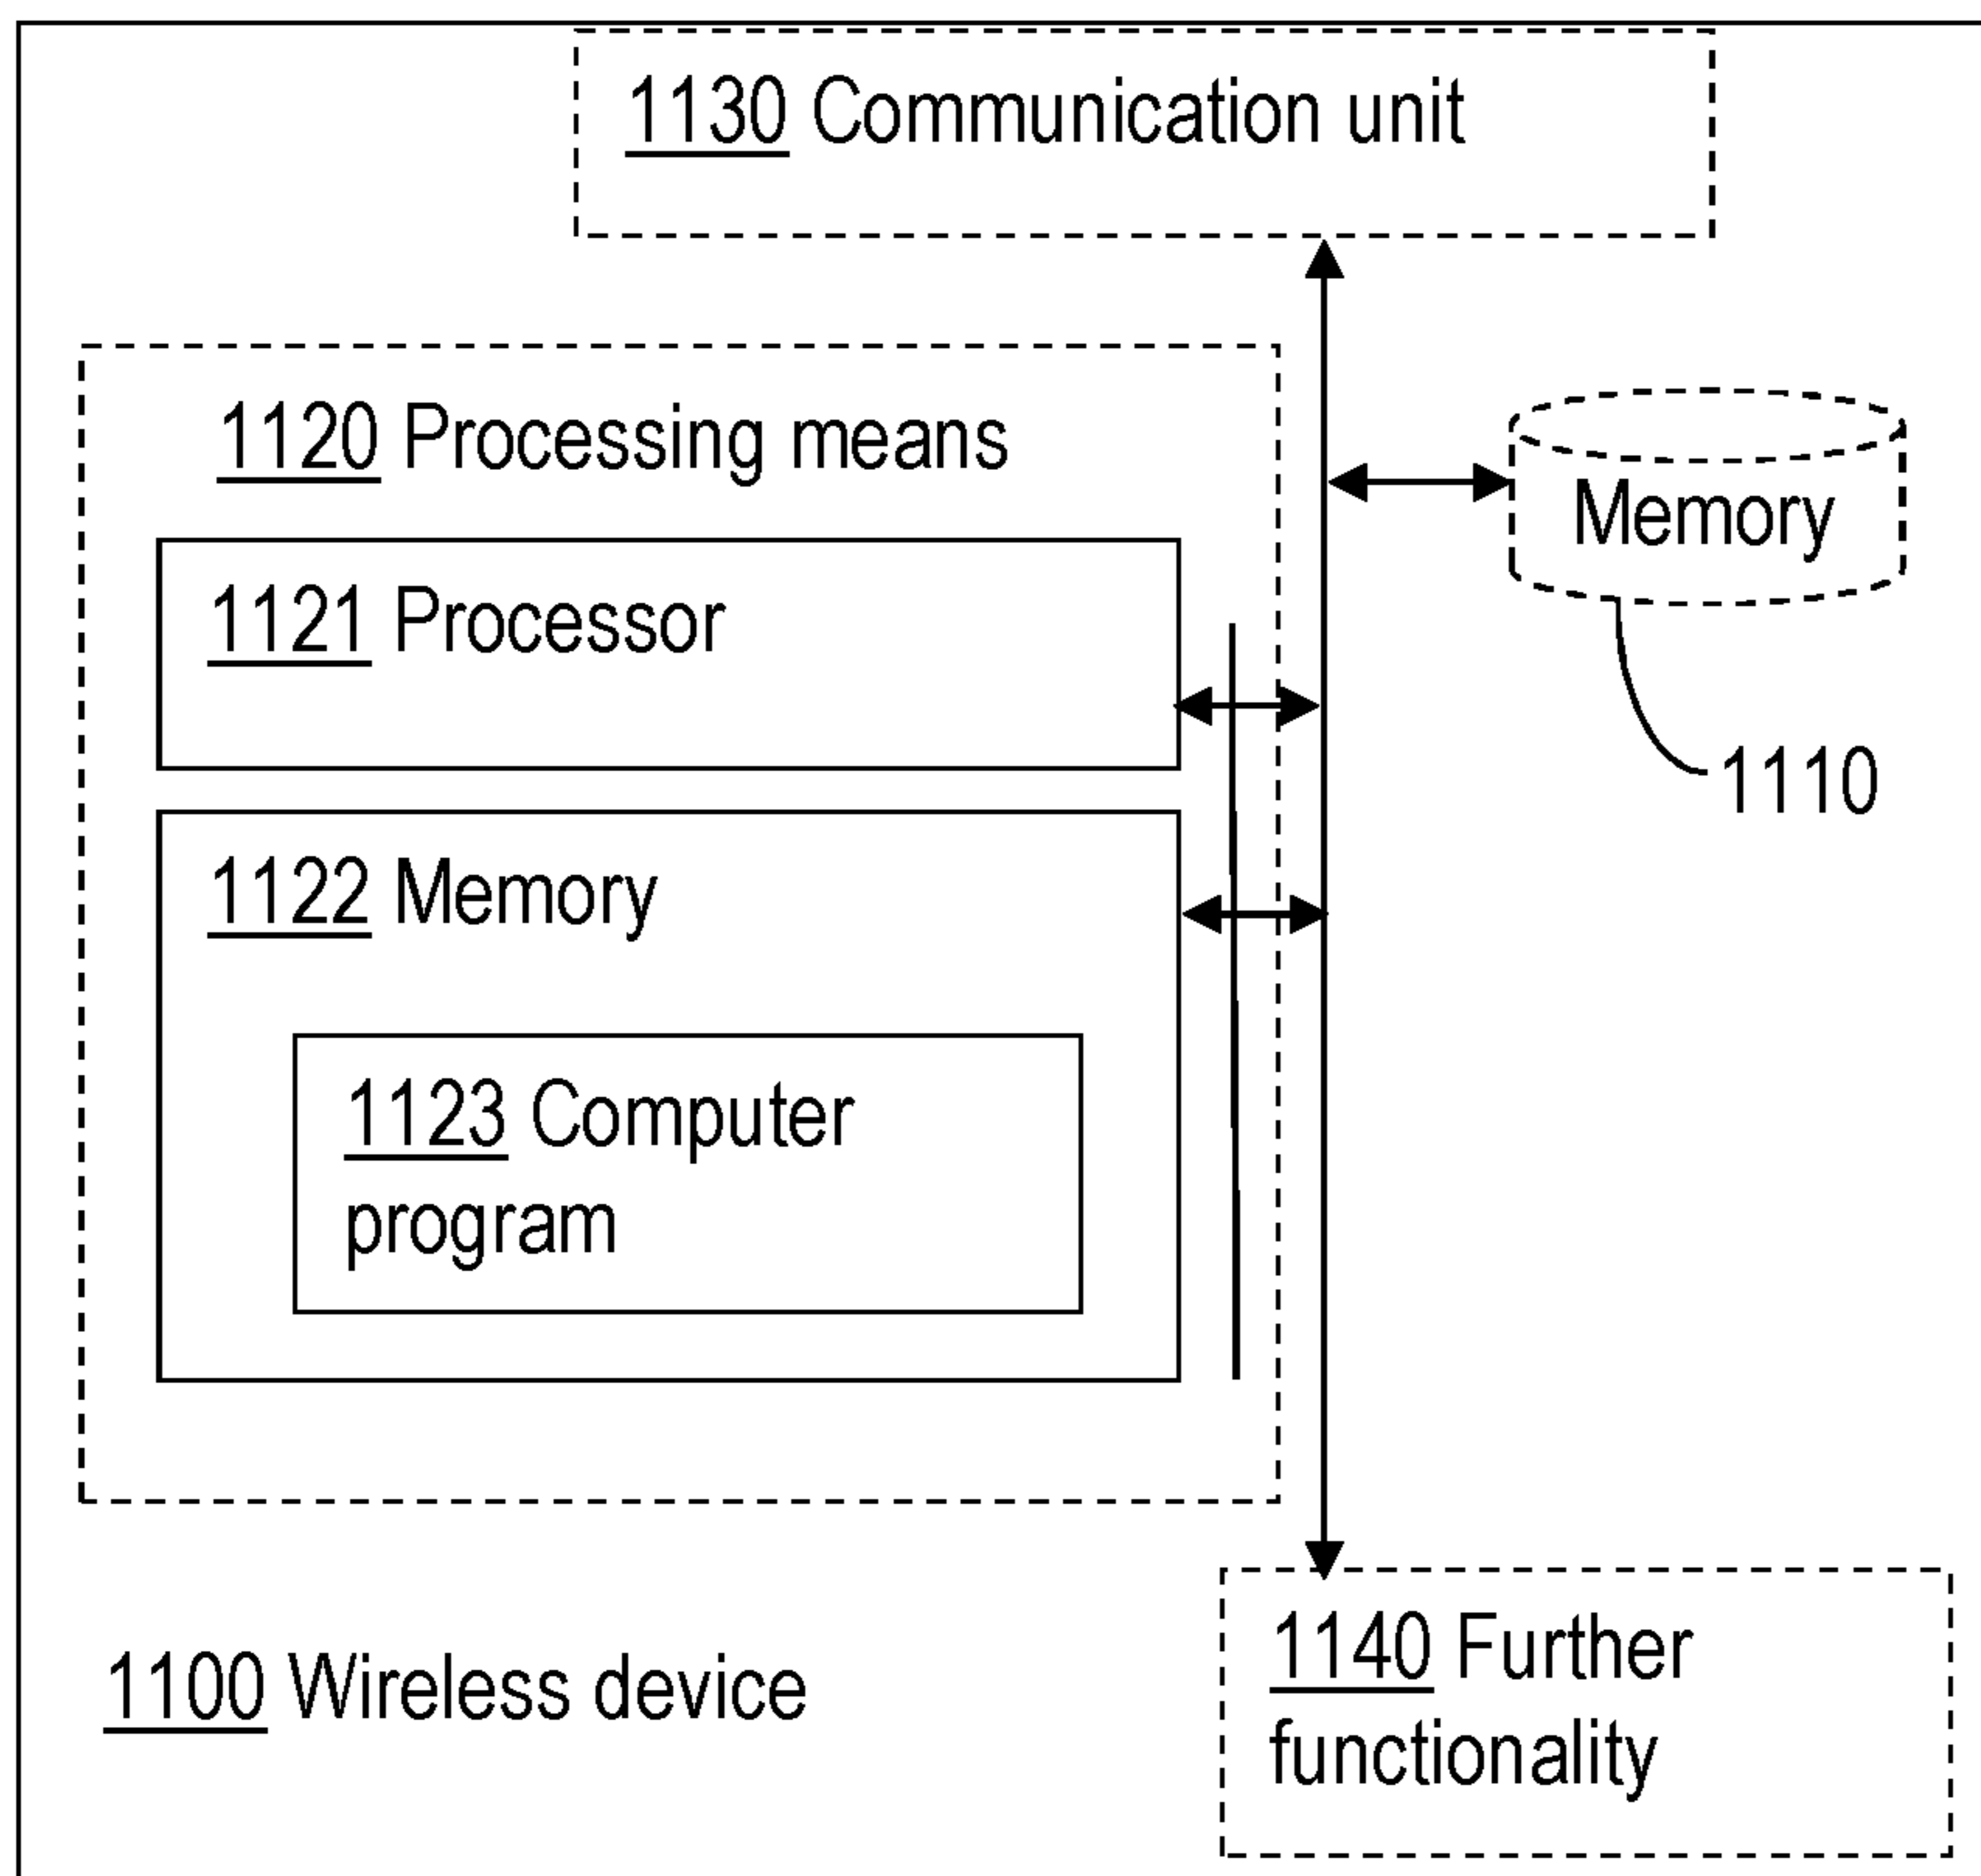 1130 Communication unit
1120 Processing means
Memory
1121 Processor
1110
1122 Memory
1123 Computer
program
1100 Wireless device
1140 Further
functionality